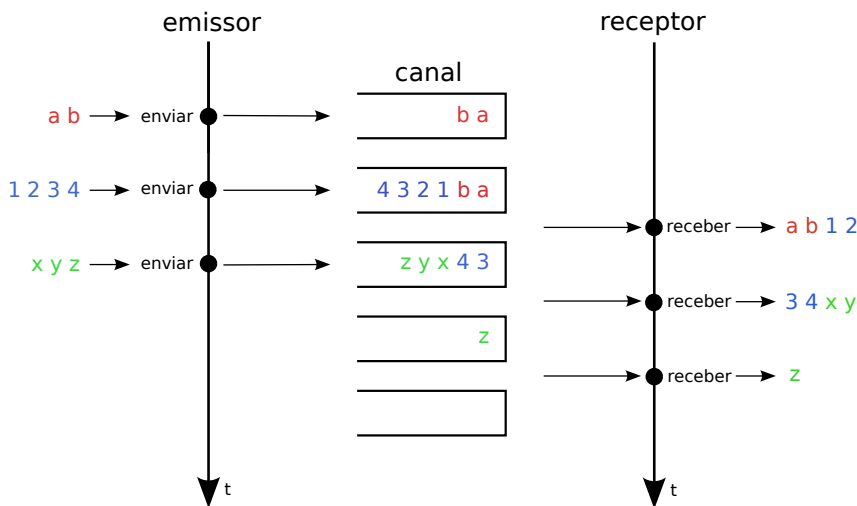 emissor
receptor
canal
a b enviar b a
1 2 3 4 enviar 4 3 2 1 b a
receber a b 1 2
x y z enviar z y x 4 3
receber 3 4 x y
z
receber z
t
t